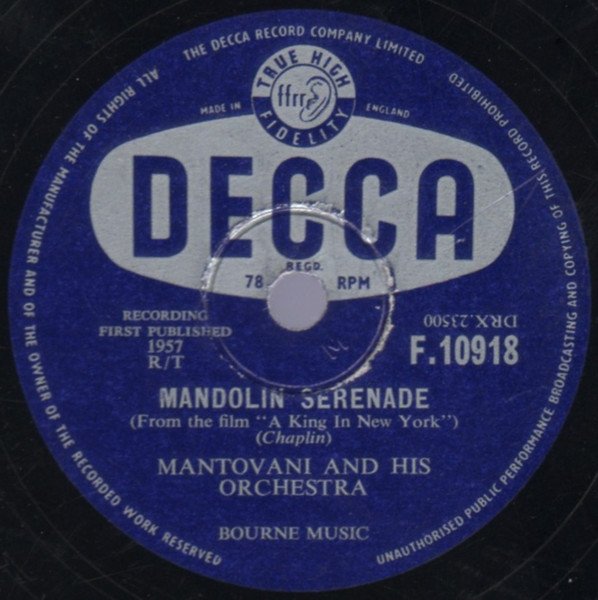 THE DECCA RECORD COMPANY LIMITED
ALL RIGHTS OF THE MANUFACTURER AND OF THE OWNER OF THE RECORDED WORK RESERVED
UNAUTHORISED PUBLIC PERFORMANCE BROADCASTING AND COPYING OF THIS RECORD PROHIBITED
TRUE HIGH
ffrr
FIDELITY
MADE IN ENGLAND
DECCA
REGD.
78 RPM
RECORDING
FIRST PUBLISHED
1957
R/T
DRX.23500
F.10918
MANDOLIN SERENADE
(From the film "A King In New York")
(Chaplin)
MANTOVANI AND HIS
ORCHESTRA
BOURNE MUSIC